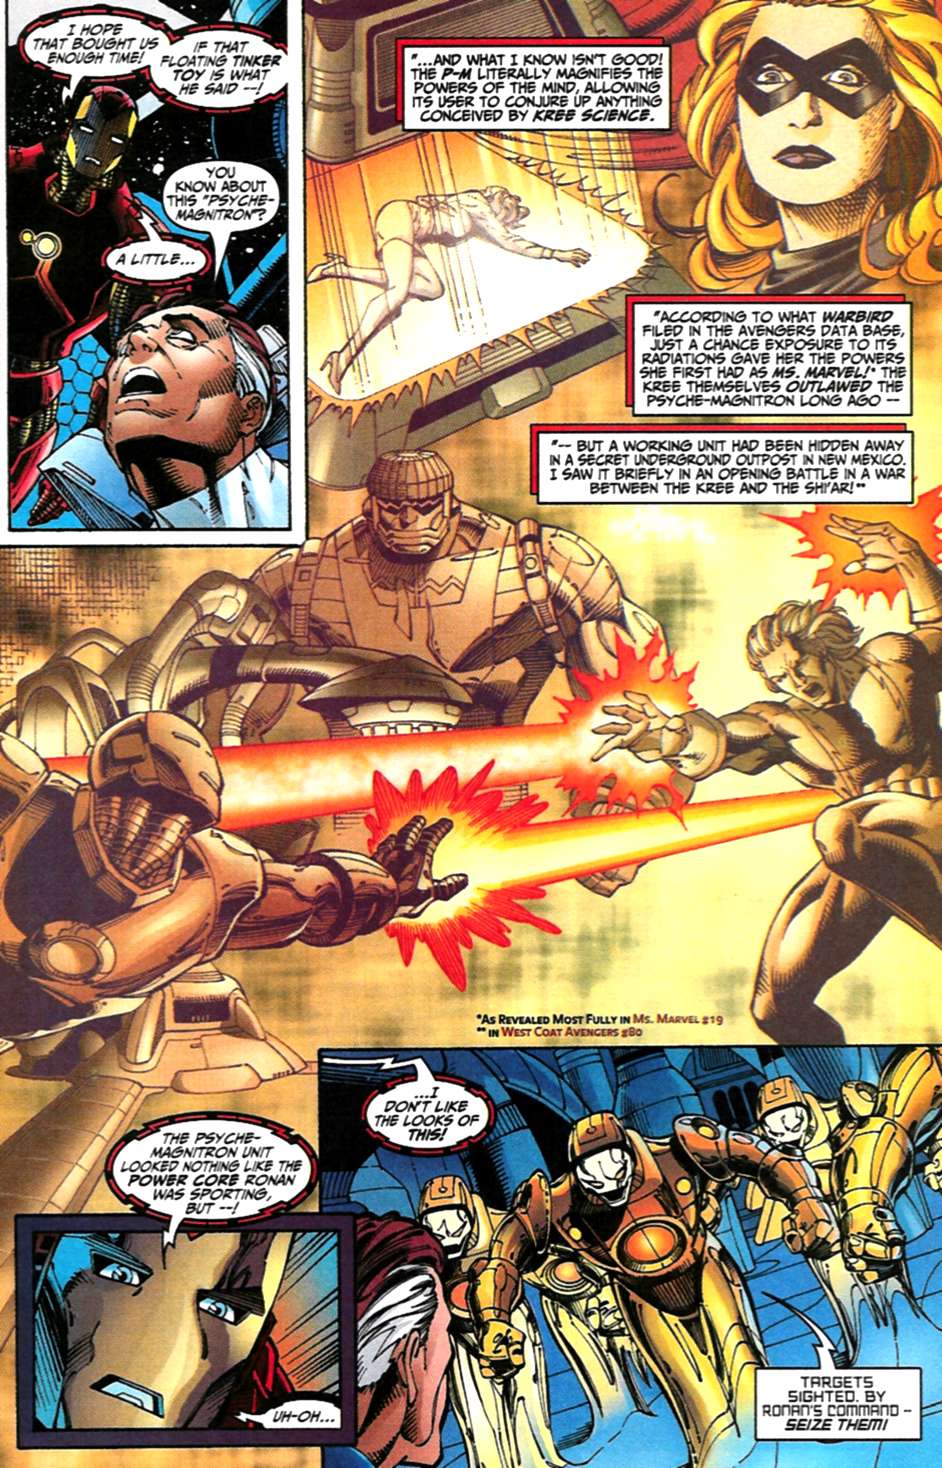 I HOPE
THAT BOUGHT US
ENOUGH TIME!
IF THAT
FLOATING TINKER
TOY IS WHAT
HE SAID --!
YOU
KNOW ABOUT
THIS "PSYCHE-
MAGNITRON"?
A LITTLE...
"...AND WHAT I KNOW ISN'T GOOD!
THE P-M LITERALLY MAGNIFIES THE
POWERS OF THE MIND, ALLOWING
ITS USER TO CONJURE UP ANYTHING
CONCEIVED BY KREE SCIENCE.
"ACCORDING TO WHAT WARBIRD
FILED IN THE AVENGERS DATA BASE,
JUST A CHANCE EXPOSURE TO ITS
RADIATIONS GAVE HER THE POWERS
SHE FIRST HAD AS MS. MARVEL!* THE
KREE THEMSELVES OUTLAWED THE
PSYCHE-MAGNITRON LONG AGO --
"-- BUT A WORKING UNIT HAD BEEN HIDDEN AWAY
IN A SECRET UNDERGROUND OUTPOST IN NEW MEXICO.
I SAW IT BRIEFLY IN AN OPENING BATTLE IN A WAR
BETWEEN THE KREE AND THE SHI'AR!"**
*AS REVEALED MOST FULLY IN MS. MARVEL #19
** IN WEST COAT AVENGERS #80
THE PSYCHE-
MAGNITRON UNIT
LOOKED NOTHING LIKE THE
POWER CORE RONAN
WAS SPORTING,
BUT --!
UH-OH...
...I
DON'T LIKE
THE LOOKS OF
THIS!
TARGETS
SIGHTED. BY
RONAN'S COMMAND --
SEIZE THEM!